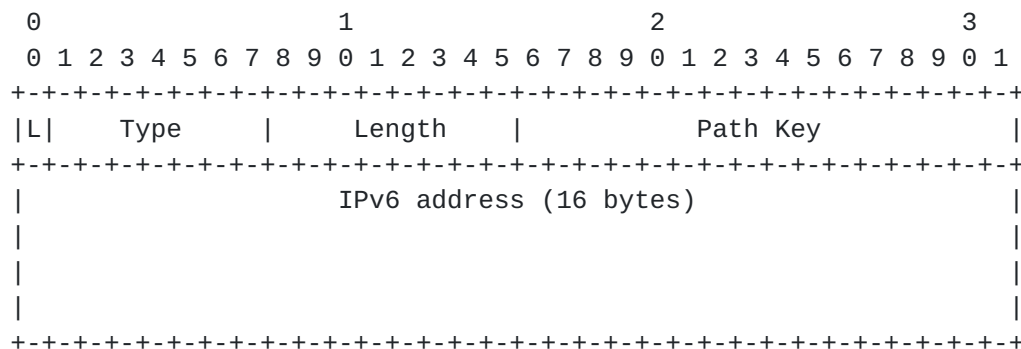 0                   1                   2                   3
 0 1 2 3 4 5 6 7 8 9 0 1 2 3 4 5 6 7 8 9 0 1 2 3 4 5 6 7 8 9 0 1
+-+-+-+-+-+-+-+-+-+-+-+-+-+-+-+-+-+-+-+-+-+-+-+-+-+-+-+-+-+-+-+-+
|L|    Type     |     Length    |           Path Key            |
+-+-+-+-+-+-+-+-+-+-+-+-+-+-+-+-+-+-+-+-+-+-+-+-+-+-+-+-+-+-+-+-+
|                    IPv6 address (16 bytes)                    |
|                                                               |
|                                                               |
|                                                               |
+-+-+-+-+-+-+-+-+-+-+-+-+-+-+-+-+-+-+-+-+-+-+-+-+-+-+-+-+-+-+-+-+